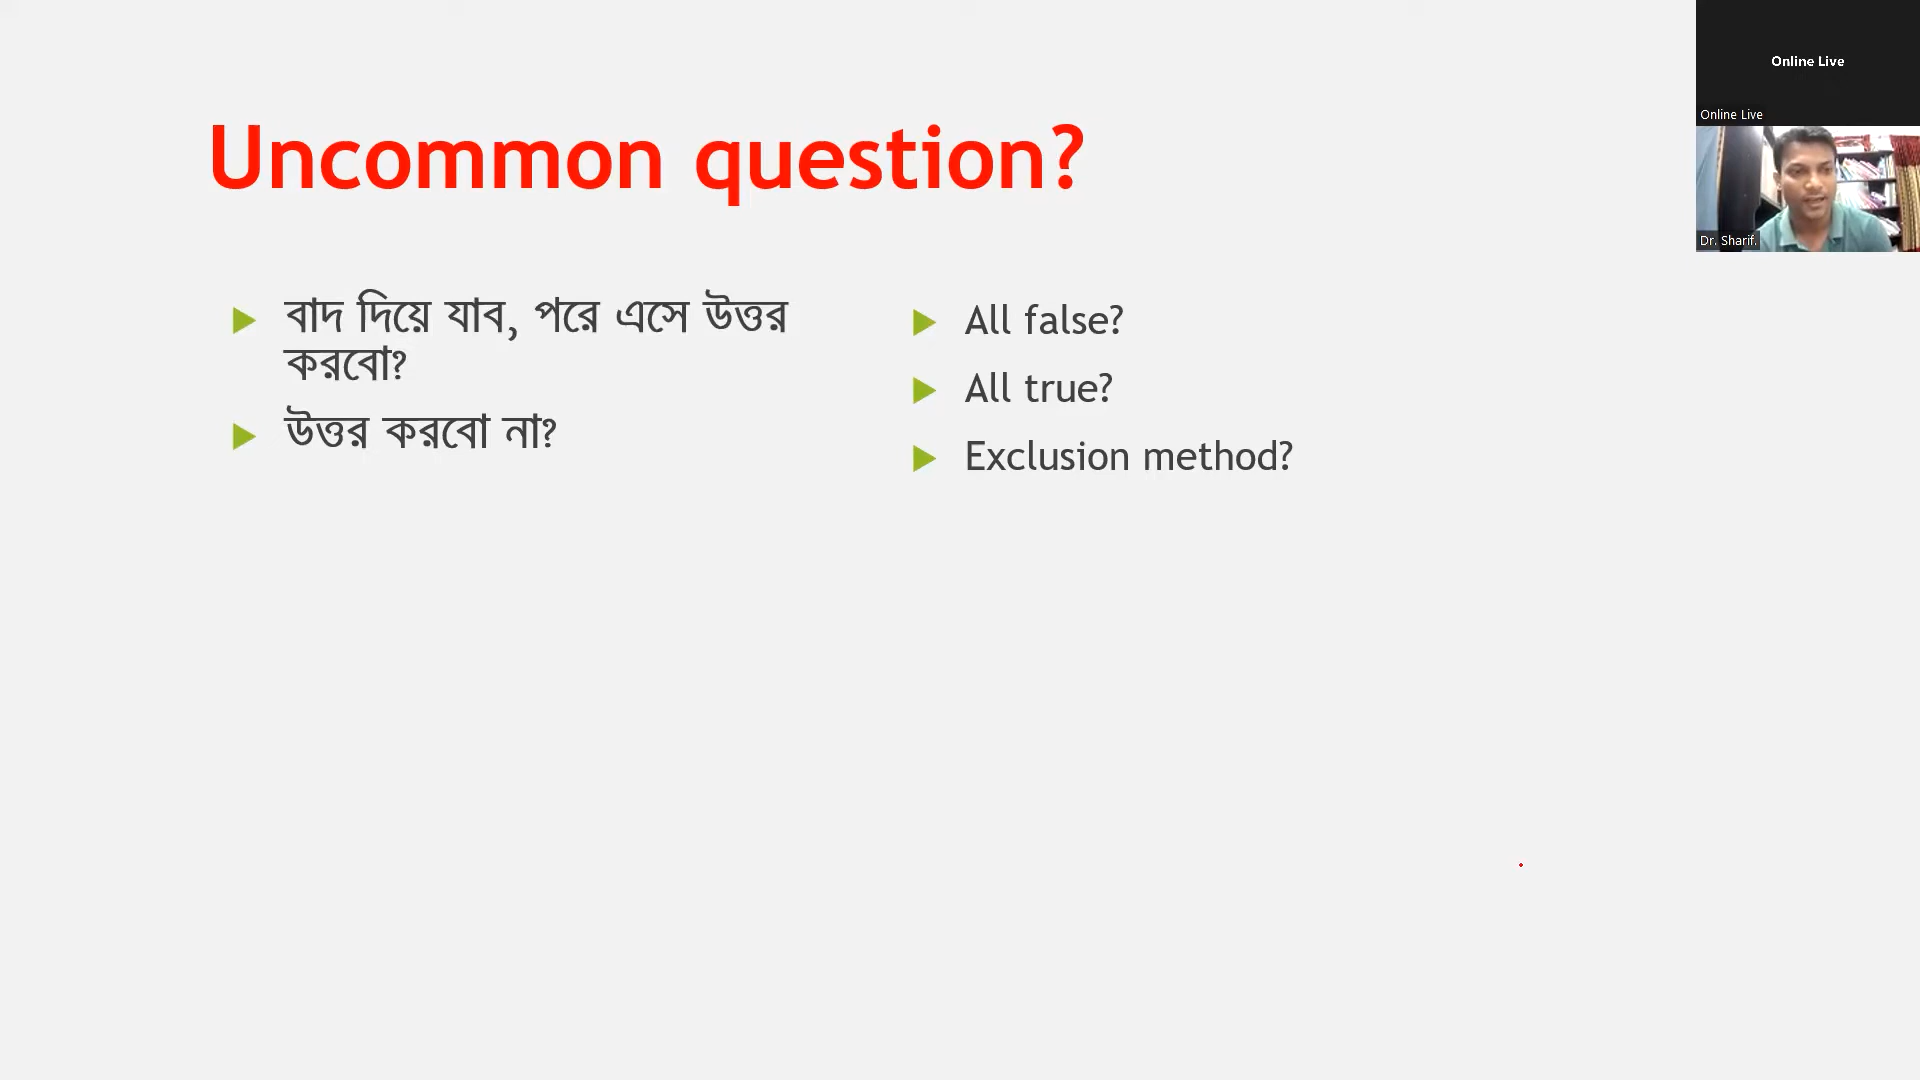 Uncommon question?
বাদ দিয়ে যাব, পরে এসে উত্তর
করবো?
উত্তর করবো না?
All false?
All true?
Exclusion method?
Online Live
Online Live
Dr. Sharif.